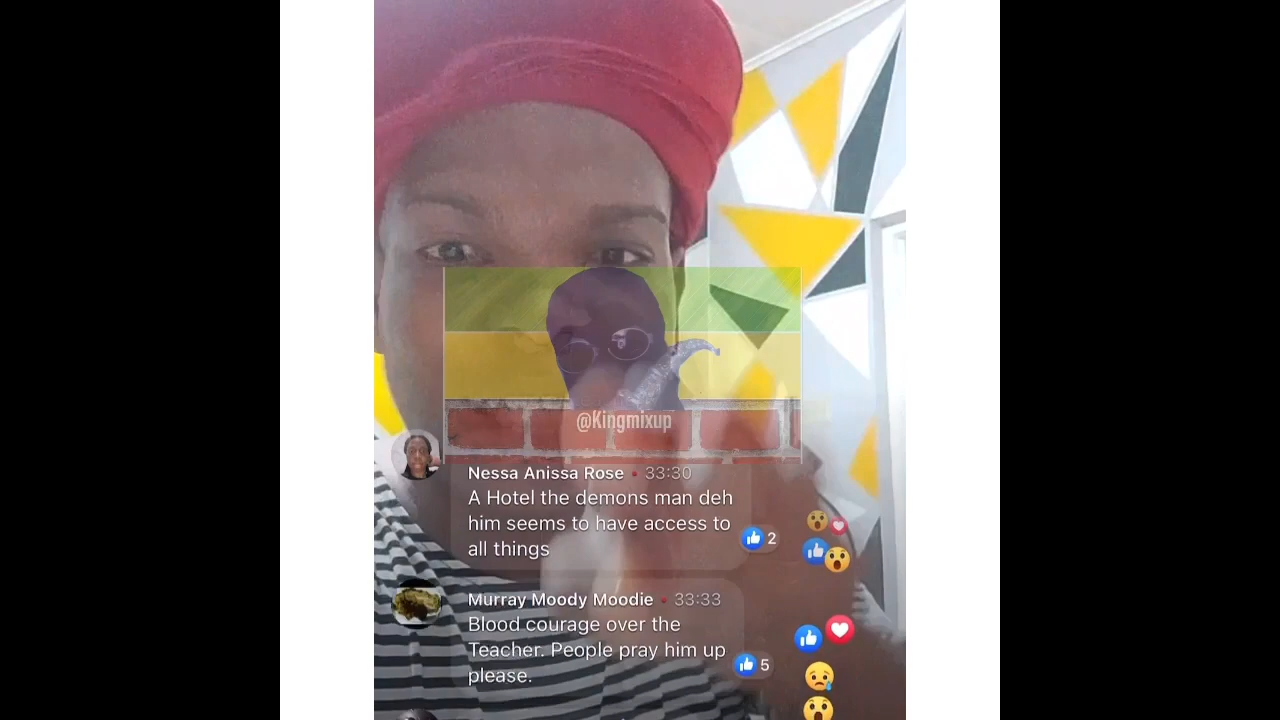 @Kingmixup
Nessa Anissa Rose • 33:30
A Hotel the demons man deh
him seems to have access to
all things
2
Murray Moody Moodie • 33:33
Blood courage over the
Teacher. People pray him up
please.
5